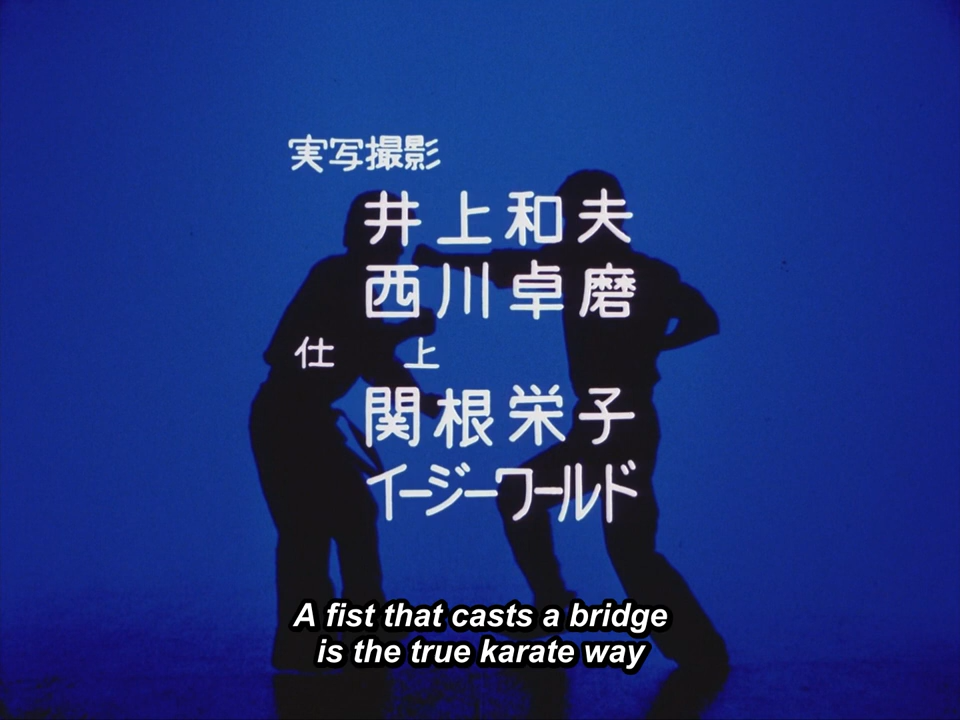 実写撮影
井上和夫
西川卓磨
仕上
関根栄子
イージーワールド
A fist that casts a bridge
is the true karate way